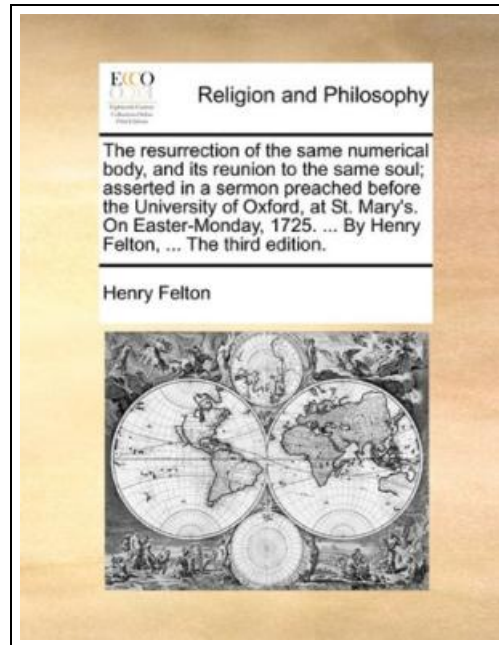 ECCO
Religion and Philosophy
The resurrection of the same numerical
body, and its reunion to the same soul;
asserted in a sermon preached before
the University of Oxford, at St. Mary's.
On Easter-Monday, 1725. ... By Henry
Felton, ... The third edition.
Henry Felton